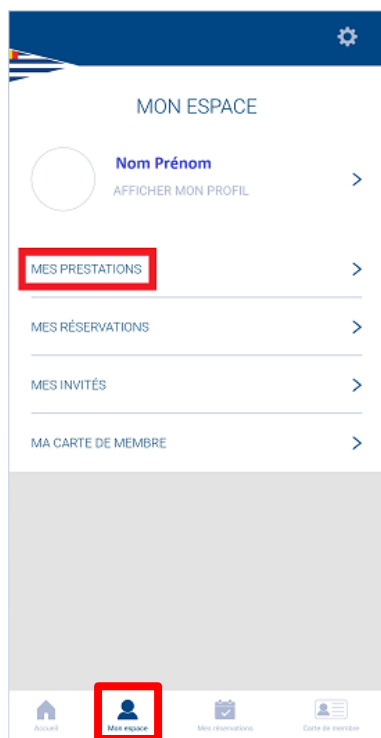 MON ESPACE
Nom Prénom
AFFICHER MON PROFIL
MES PRESTATIONS
MES RÉSERVATIONS
MES INVITÉS
MA CARTE DE MEMBRE
Accueil Mon espace Mes réservations Carte de membre